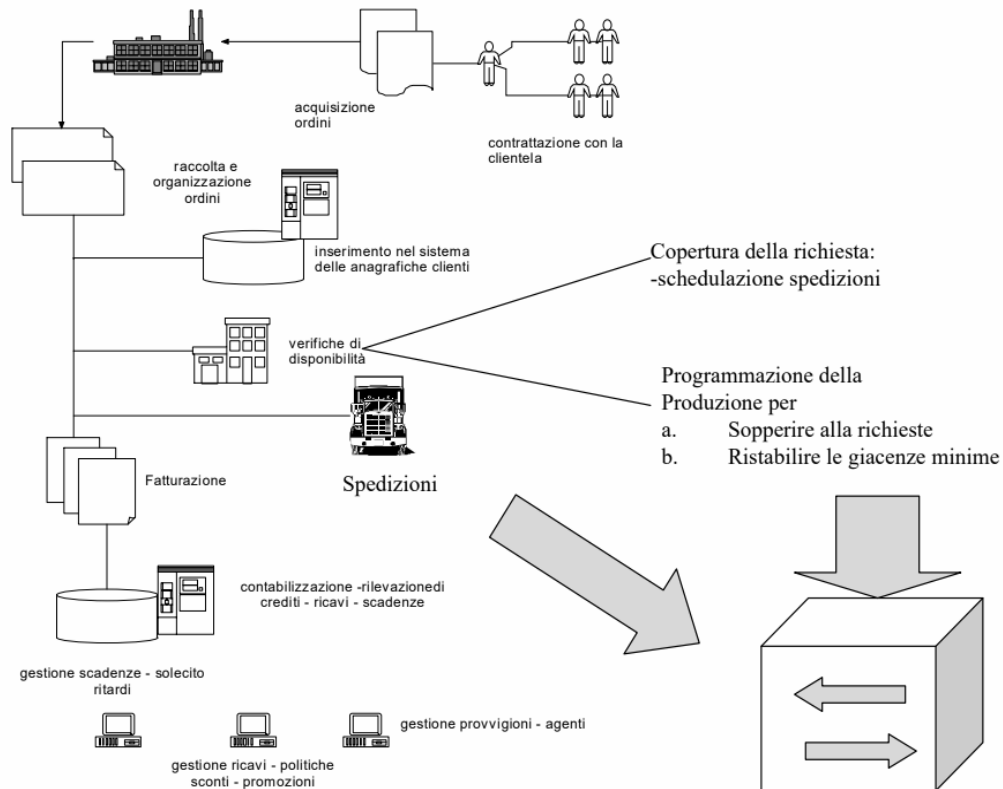 acquisizione
ordini
contrattazione con la
clientela
raccolta e
organizzazione
ordini
inserimento nel sistema
delle anagrafiche clienti
Copertura della richiesta:
-schedulazione spedizioni
verifiche di
disponibilità
Programmazione della
Produzione per
a. Sopperire alla richieste
b. Ristabilire le giacenze minime
Fatturazione
Spedizioni
contabilizzazione -rilevazionedi
crediti - ricavi - scadenze
gestione scadenze - solecito
ritardi
gestione provvigioni - agenti
gestione ricavi - politiche
sconti - promozioni